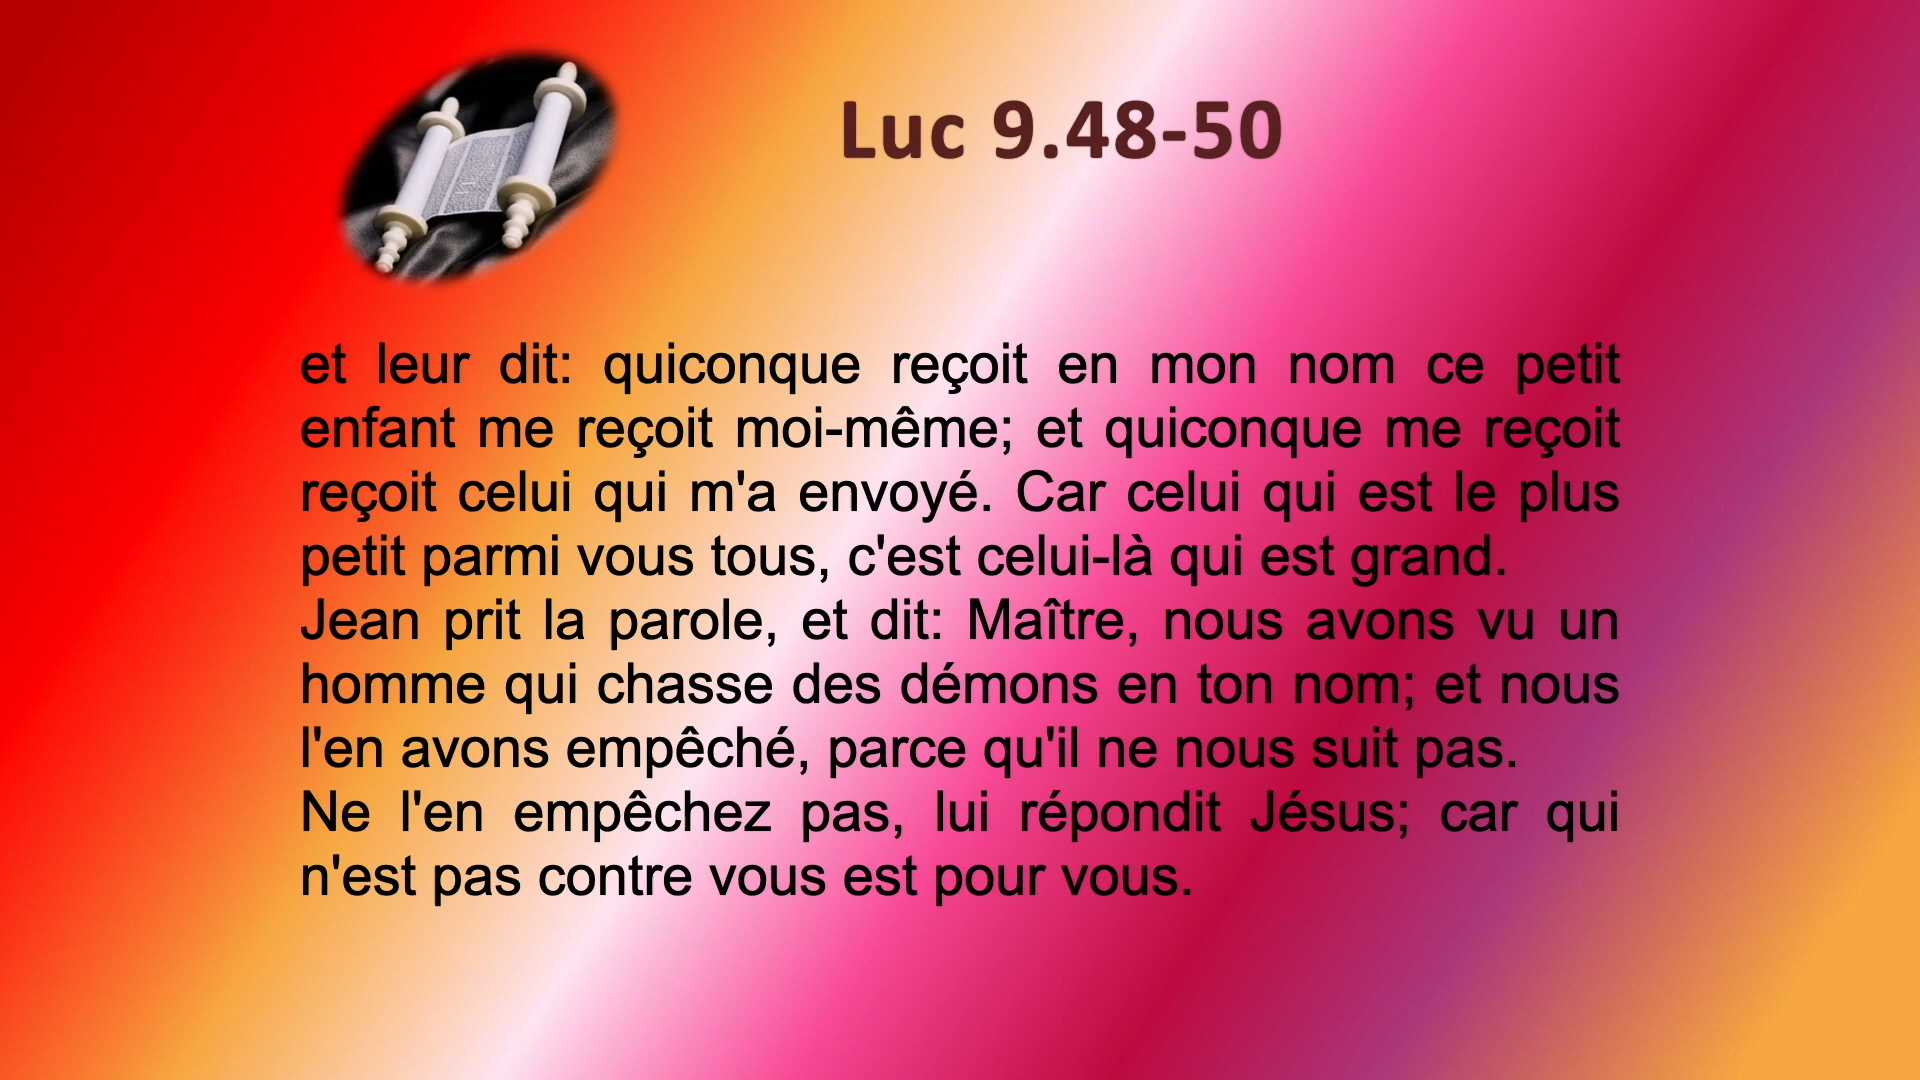 Luc 9.48-50
et leur dit: quiconque reçoit en mon nom ce petit
enfant me reçoit moi-même; et quiconque me reçoit
reçoit celui qui m'a envoyé. Car celui qui est le plus
petit parmi vous tous, c'est celui-là qui est grand.
Jean prit la parole, et dit: Maître, nous avons vu un
homme qui chasse des démons en ton nom; et nous
l'en avons empêché, parce qu'il ne nous suit pas.
Ne l'en empêchez pas, lui répondit Jésus; car qui
n'est pas contre vous est pour vous.